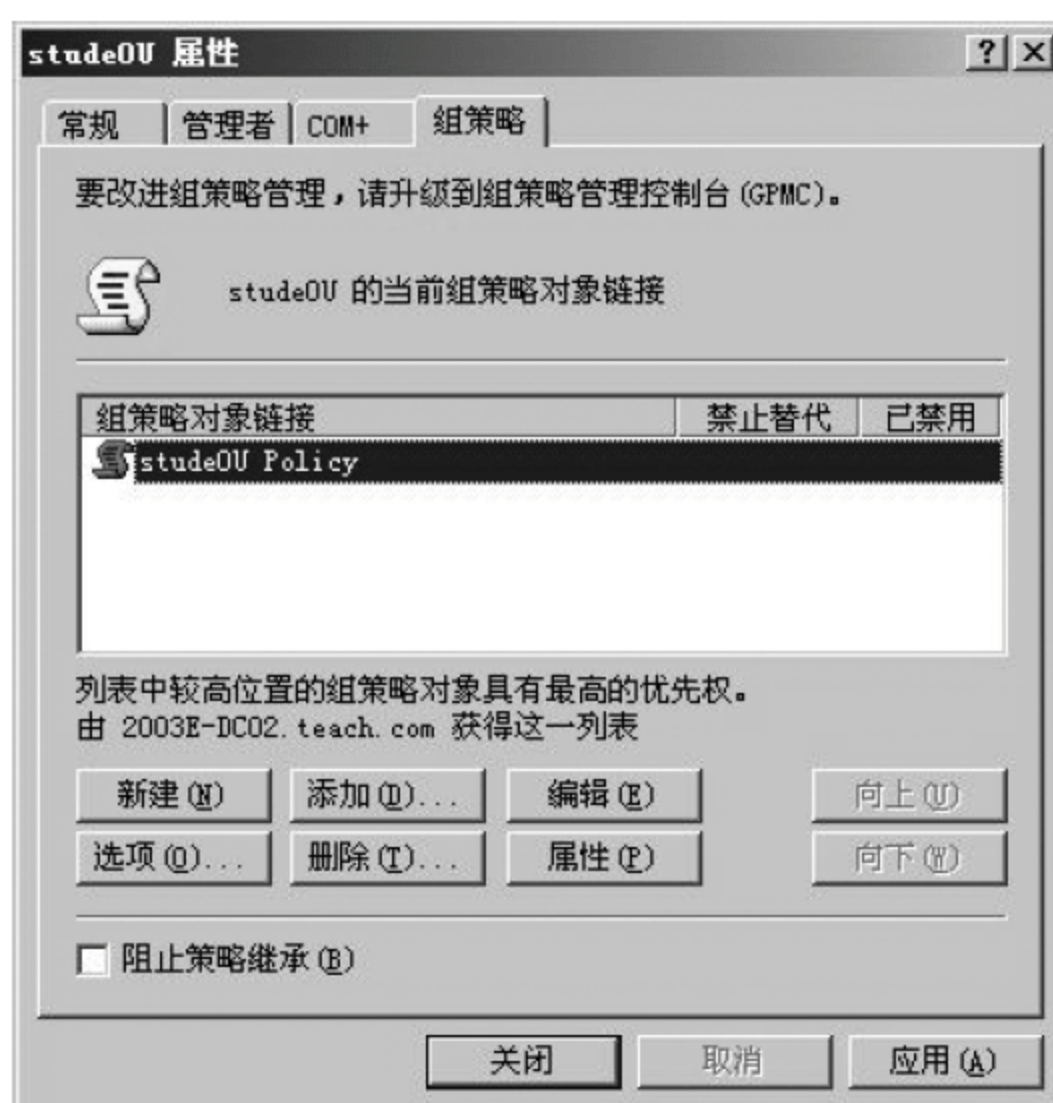 studeOU 属性
常规 管理者 COM+ 组策略
要改进组策略管理，请升级到组策略管理控制台(GPMC)。
studeOU 的当前组策略对象链接
组策略对象链接 禁止替代 已禁用
studeOU Policy
列表中较高位置的组策略对象具有最高的优先权。
由 2003E-DC02.teach.com 获得这一列表
新建(N) 添加(D)... 编辑(E) 向上(U)
选项(O)... 删除(T)... 属性(P) 向下(W)
阻止策略继承(B)
关闭 取消 应用(A)